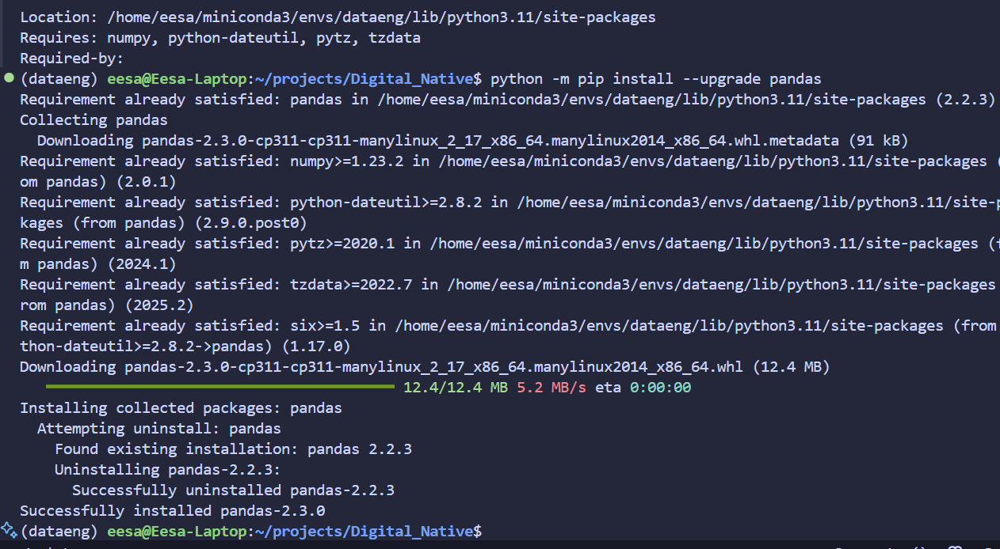 Location: /home/eesa/miniconda3/envs/dataeng/lib/python3.11/site-packages
Requires: numpy, python-dateutil, pytz, tzdata
Required-by:
(dataeng) eesa@Eesa-Laptop:~/projects/Digital_Native$ python -m pip install --upgrade pandas
Requirement already satisfied: pandas in /home/eesa/miniconda3/envs/dataeng/lib/python3.11/site-packages (2.2.3)
Collecting pandas
  Downloading pandas-2.3.0-cp311-cp311-manylinux_2_17_x86_64.manylinux2014_x86_64.whl.metadata (91 kB)
Requirement already satisfied: numpy>=1.23.2 in /home/eesa/miniconda3/envs/dataeng/lib/python3.11/site-packages (
om pandas) (2.0.1)
Requirement already satisfied: python-dateutil>=2.8.2 in /home/eesa/miniconda3/envs/dataeng/lib/python3.11/site-p
kages (from pandas) (2.9.0.post0)
Requirement already satisfied: pytz>=2020.1 in /home/eesa/miniconda3/envs/dataeng/lib/python3.11/site-packages (f
m pandas) (2024.1)
Requirement already satisfied: tzdata>=2022.7 in /home/eesa/miniconda3/envs/dataeng/lib/python3.11/site-packages
rom pandas) (2025.2)
Requirement already satisfied: six>=1.5 in /home/eesa/miniconda3/envs/dataeng/lib/python3.11/site-packages (from
thon-dateutil>=2.8.2->pandas) (1.17.0)
Downloading pandas-2.3.0-cp311-cp311-manylinux_2_17_x86_64.manylinux2014_x86_64.whl (12.4 MB)
12.4/12.4 MB 5.2 MB/s eta 0:00:00
Installing collected packages: pandas
  Attempting uninstall: pandas
    Found existing installation: pandas 2.2.3
    Uninstalling pandas-2.2.3:
      Successfully uninstalled pandas-2.2.3
Successfully installed pandas-2.3.0
(dataeng) eesa@Eesa-Laptop:~/projects/Digital_Native$